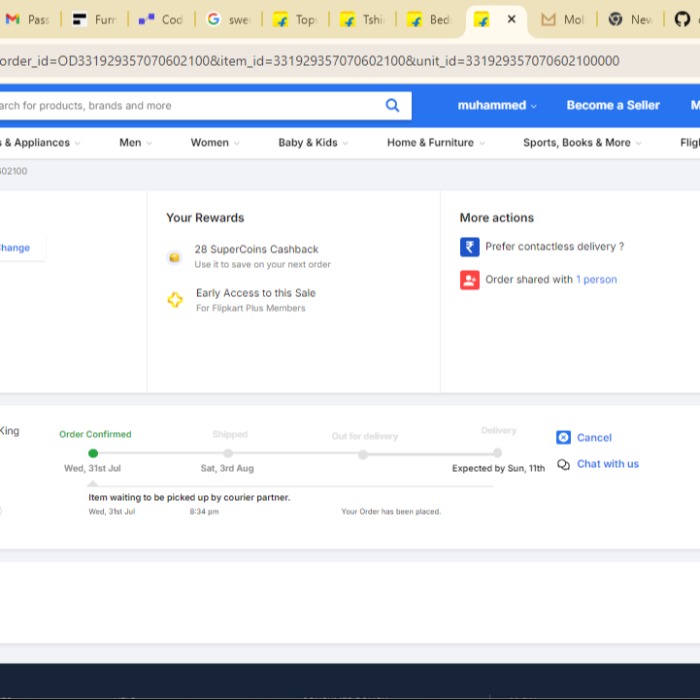 Pass Furr Cod swe Top Tshi Bed Mol New
order_id=OD331929357070602100&item_id=331929357070602100&unit_id=331929357070602100000
arch for products, brands and more muhammed Become a Seller M
s & Appliances Men Women Baby & Kids Home & Furniture Sports, Books & More Fligh
602100
Your Rewards More actions
hange 28 SuperCoins Cashback Prefer contactless delivery ?
Use it to save on your next order
Early Access to this Sale Order shared with 1 person
For Flipkart Plus Members
King Order Confirmed Shipped Out for delivery Delivery Cancel
Wed, 31st Jul Sat, 3rd Aug Expected by Sun, 11th Chat with us
Item waiting to be picked up by courier partner.
Wed, 31st Jul 8:34 pm Your Order has been placed.